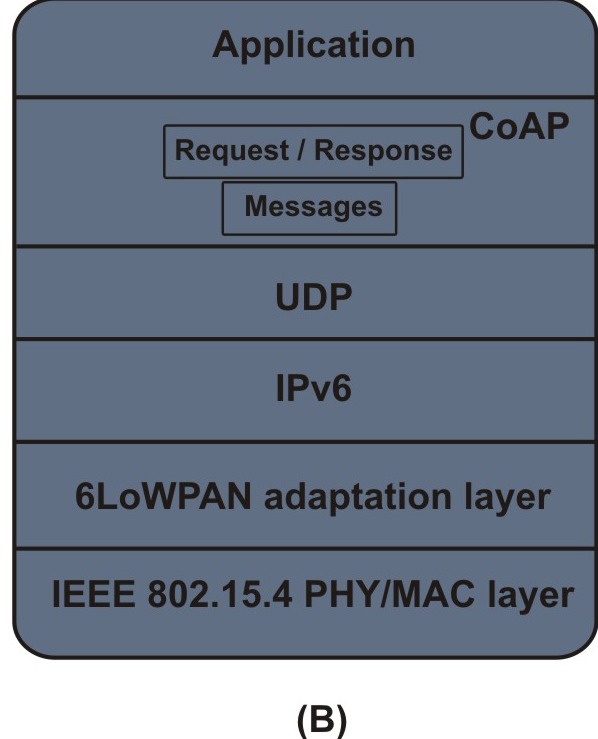 Application
CoAP
Request / Response
Messages
UDP
IPv6
6LoWPAN adaptation layer
IEEE 802.15.4 PHY/MAC layer
(B)